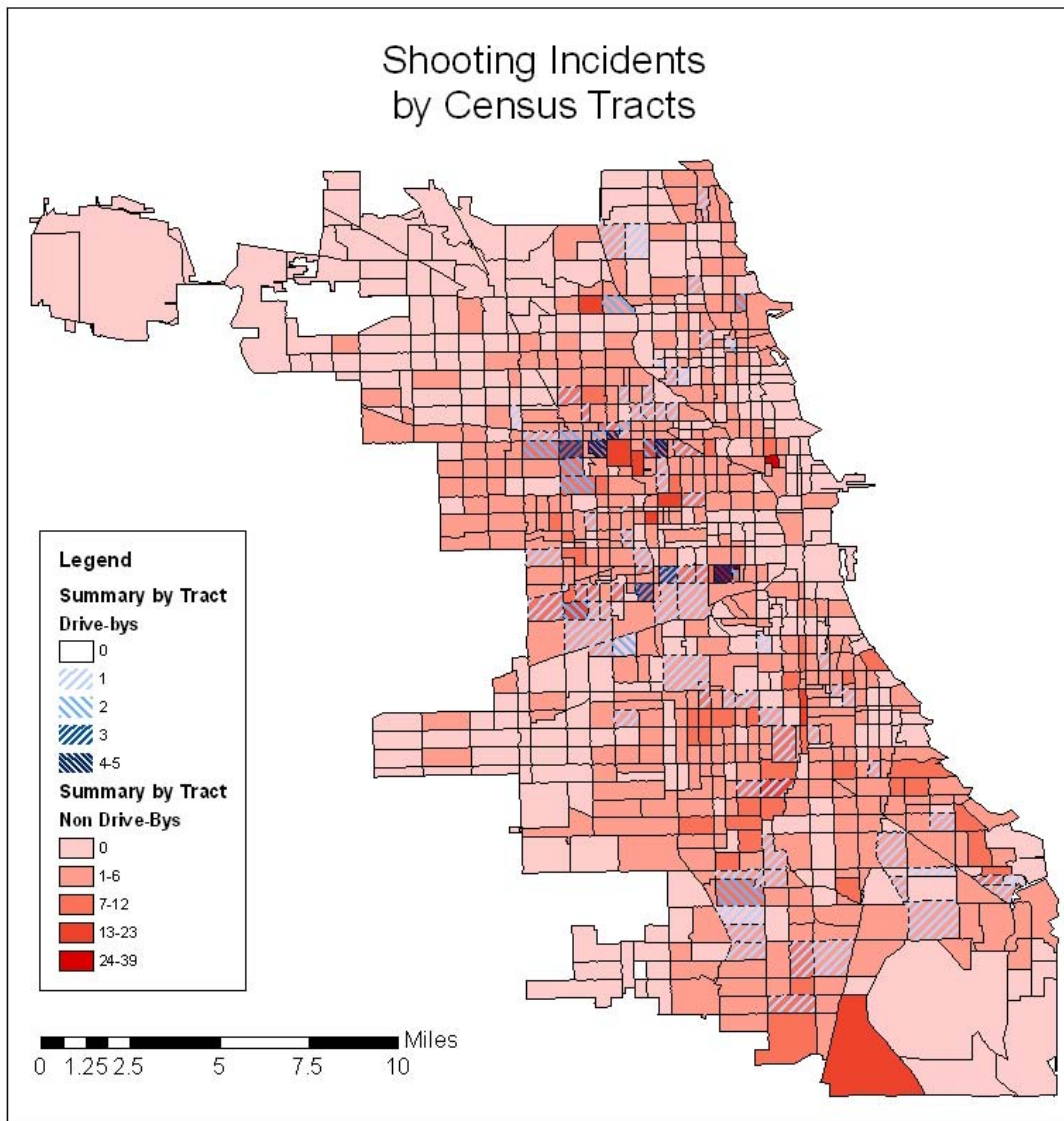 Shooting Incidents
by Census Tracts
Legend
Summary by Tract
Drive-bys
0
1
2
3
4-5
Summary by Tract
Non Drive-Bys
0
1-6
7-12
13-23
24-39
Miles
0 1.25 2.5 5 7.5 10